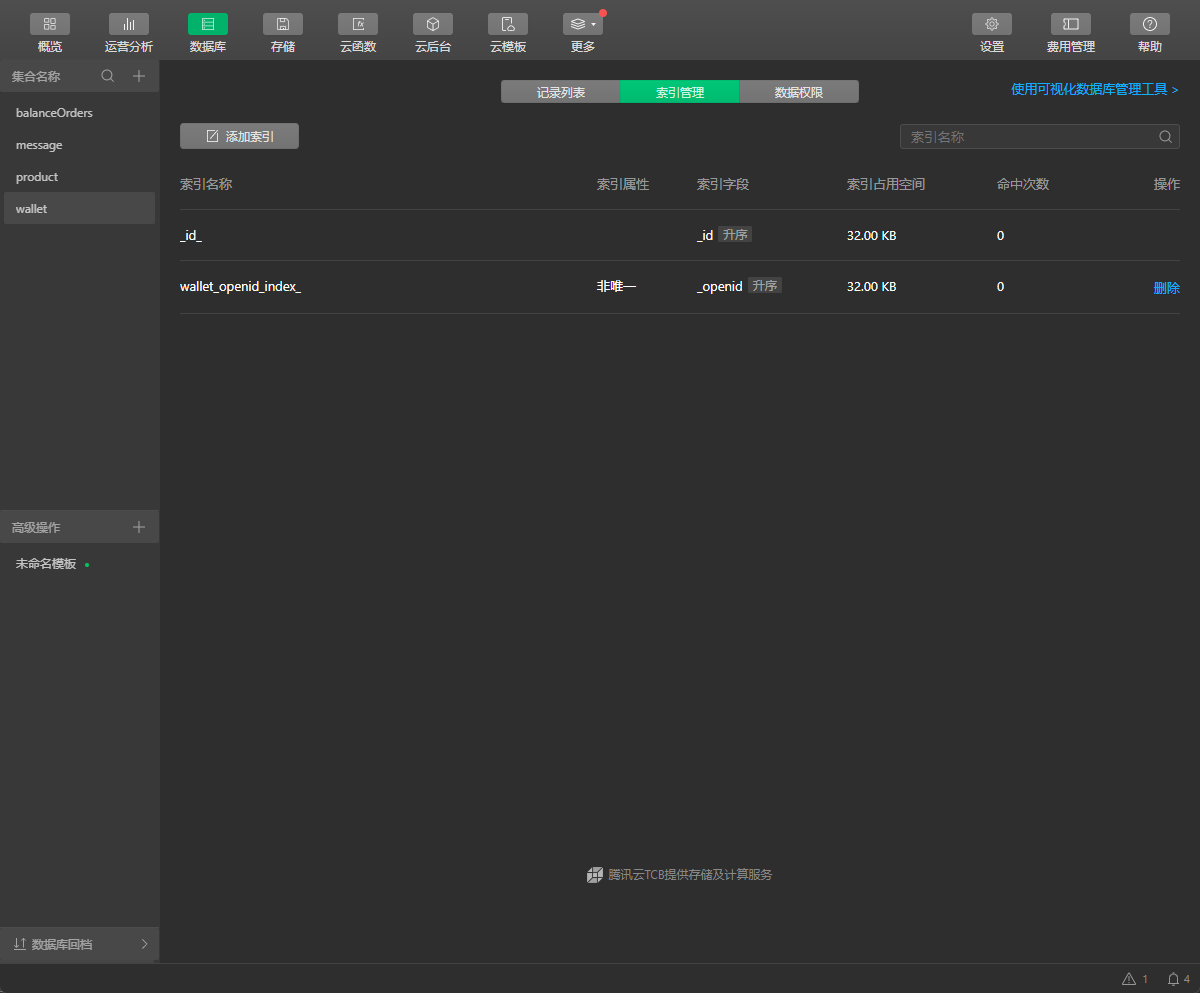 概览 运营分析 数据库 存储 云函数 云后台 云模板 更多 设置 费用管理 帮助
集合名称
balanceOrders
message
product
wallet
高级操作
未命名模板
数据库回档
记录列表 索引管理 数据权限
使用可视化数据库管理工具 >
添加索引
索引名称
索引名称 索引属性 索引字段 索引占用空间 命中次数 操作
_id_ _id 升序 32.00 KB 0
wallet_openid_index_ 非唯一 _openid 升序 32.00 KB 0 删除
腾讯云TCB提供存储及计算服务
1 4